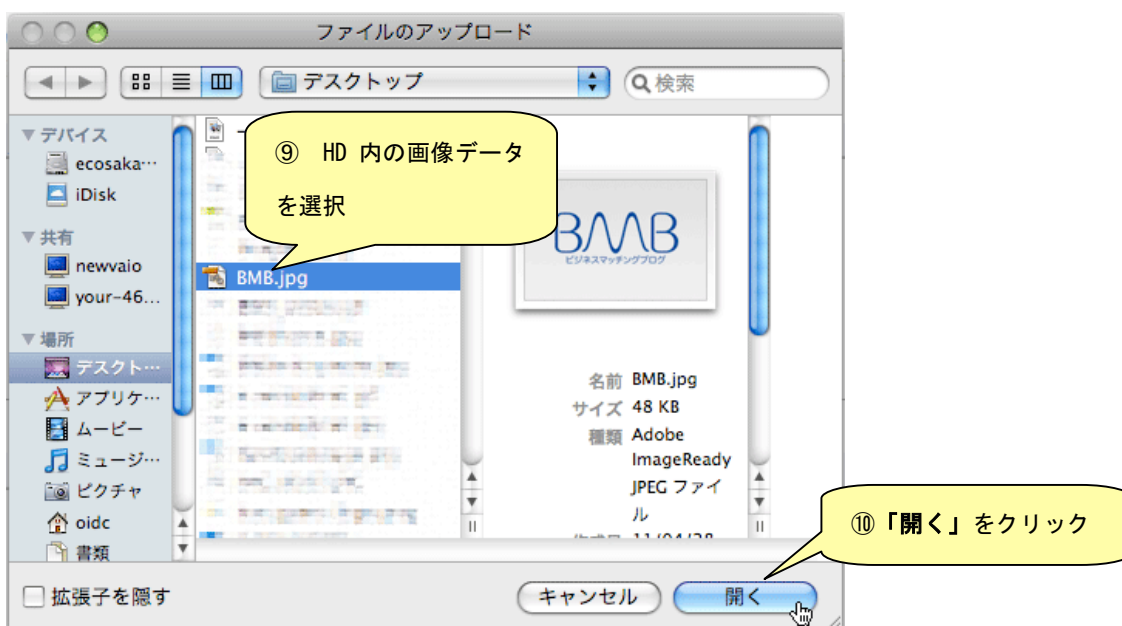 ファイルのアップロード
デスクトップ
検索
デバイス
ecosaka…
iDisk
共有
newvaio
your-46...
場所
デスクト…
アプリケ…
ムービー
ミュージ…
ピクチャ
oidc
書類
⑨ HD 内の画像データ
を選択
BMB.jpg
BMB
ビジネスマッチングブログ
名前 BMB.jpg
サイズ 48 KB
種類 Adobe
ImageReady
JPEG ファイ
ル
⑩「開く」をクリック
拡張子を隠す
キャンセル
開く